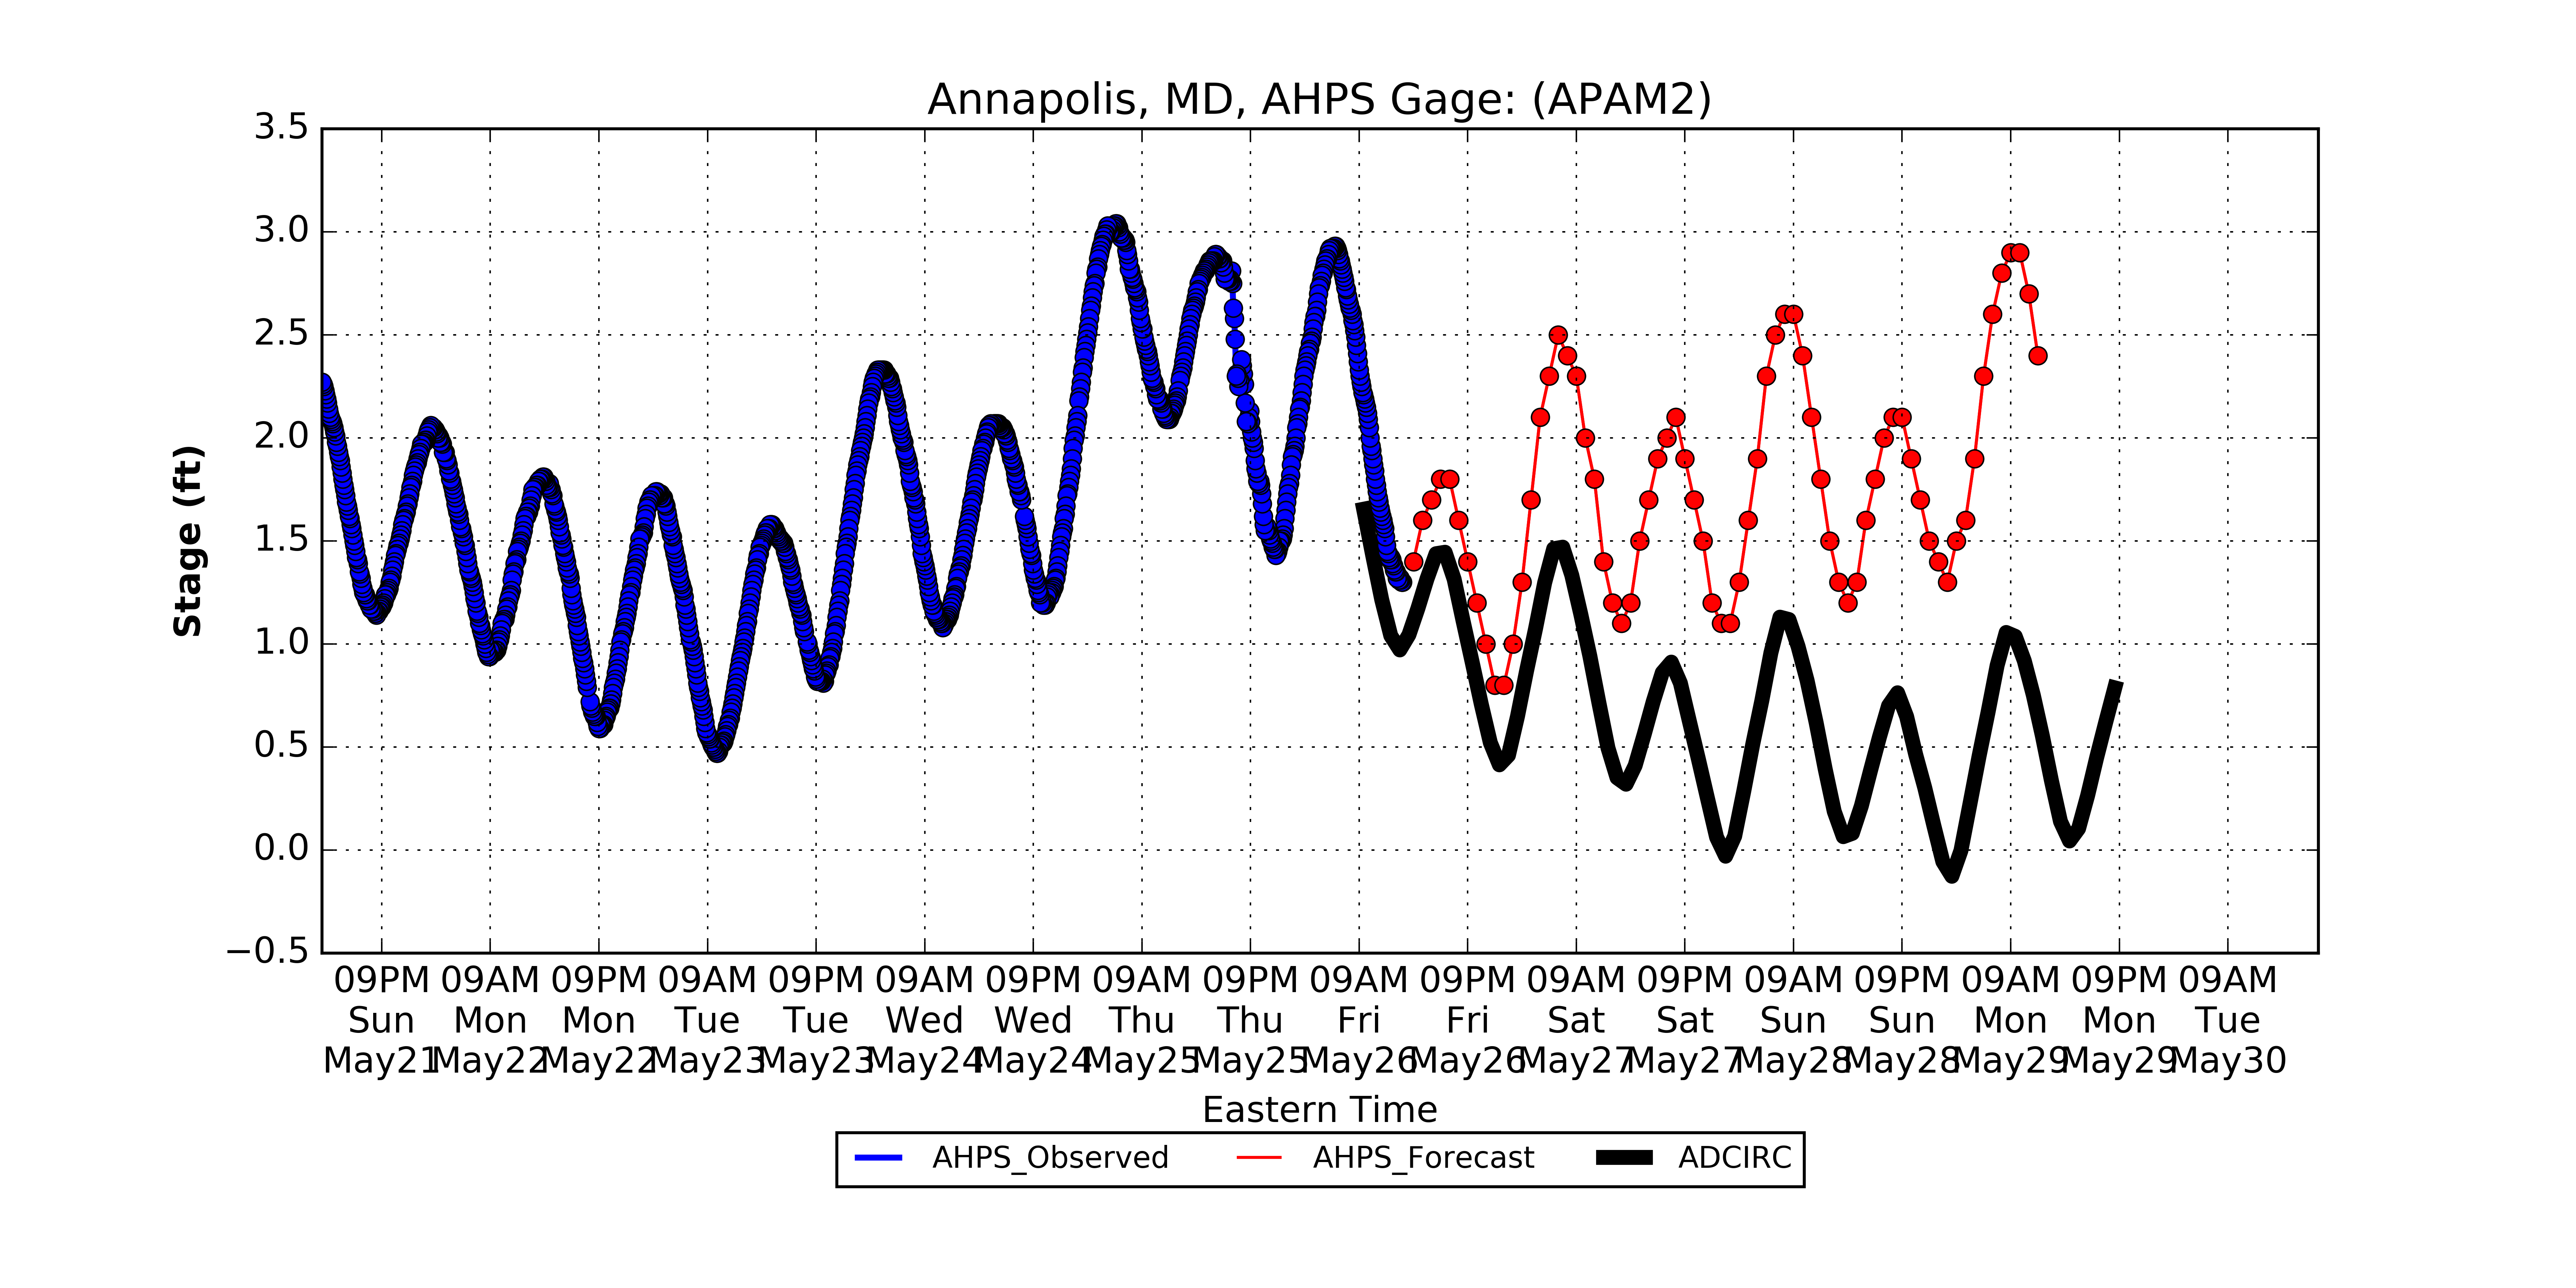 Annapolis, MD, AHPS Gage: (APAM2)
3.5
3.0
2.5
2.0
1.5
1.0
0.5
0.0
−0.5
Stage (ft)
09PM 09AM 09PM 09AM 09PM 09AM 09PM 09AM 09PM 09AM 09PM 09AM 09PM 09AM 09PM 09AM 09PM 09AM
Sun Mon Mon Tue Tue Wed Wed Thu Thu Fri Fri Sat Sat Sun Sun Mon Mon Tue
May21 May22 May22 May23 May23 May24 May24 May25 May25 May26 May26 May27 May27 May28 May28 May29 May29 May30
Eastern Time
AHPS_Observed AHPS_Forecast ADCIRC